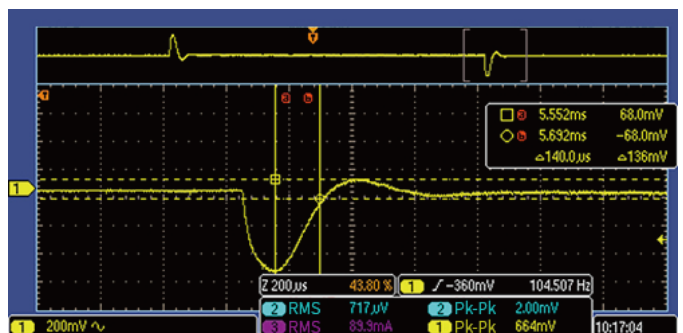 T
T
a b
a 5.552ms 68.0mV
b 5.692ms −68.0mV
△140.0µs △136mV
1
Z 200µs 43.80 %
1 ∫ −360mV 104.507 Hz
2 RMS 717µV 2 Pk-Pk 2.00mV
1 200mV ∿
3 RMS 89.9mA 1 Pk-Pk 664mV
10:17:04